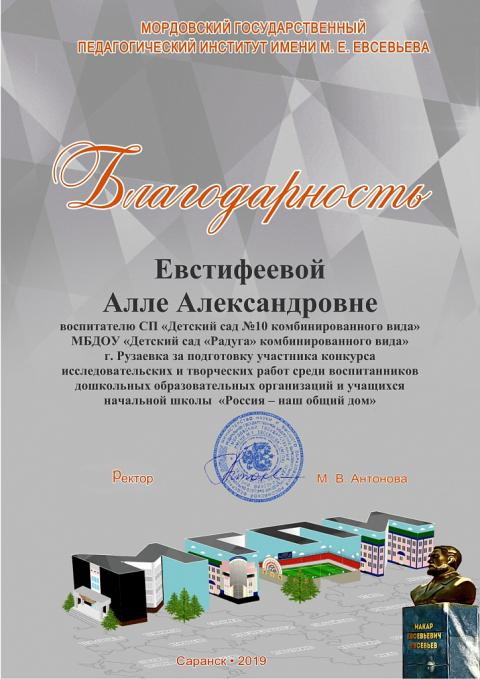 МОРДОВСКИЙ ГОСУДАРСТВЕННЫЙ
ПЕДАГОГИЧЕСКИЙ ИНСТИТУТ ИМЕНИ М. Е. ЕВСЕВЬЕВА
Благодарность
Евстифеевой
Алле Александровне
воспитателю СП «Детский сад №10 комбинированного вида»
МБДОУ «Детский сад «Радуга» комбинированного вида»
г. Рузаевка за подготовку участника конкурса
исследовательских и творческих работ среди воспитанников
дошкольных образовательных организаций и учащихся
начальной школы «Россия – наш общий дом»
Ректор
М. В. Антонова
МАКАР
ЕВСЕВЬЕВИЧ
ЕВСЕВЬЕВ
Саранск • 2019